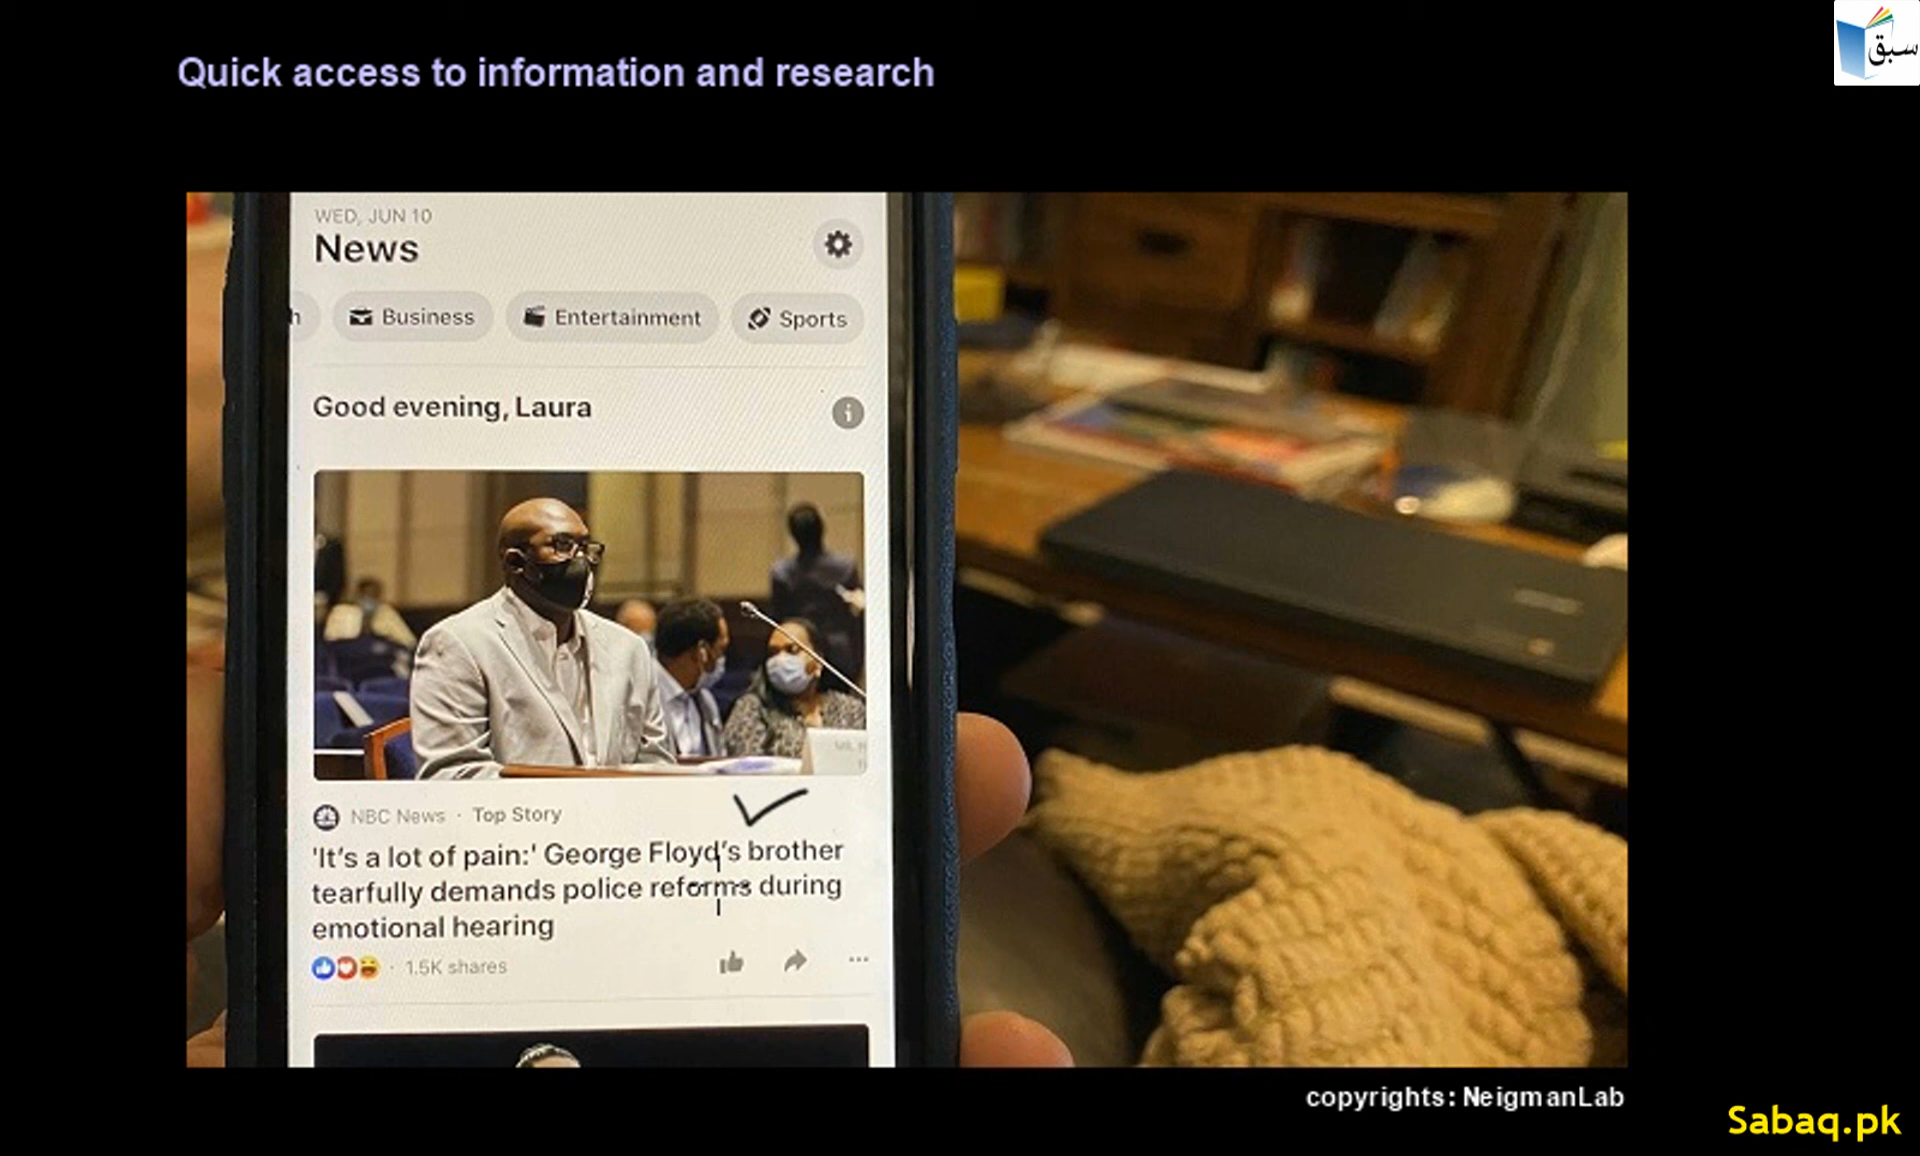 سبق
Quick access to information and research
WED, JUN 10
News
h
Business
Entertainment
Sports
Good evening, Laura
NBC News · Top Story
'It's a lot of pain:' George Floyd's brother
tearfully demands police reforms during
emotional hearing
· 1.5K shares
copyrights: NeigmanLab
Sabaq.pk